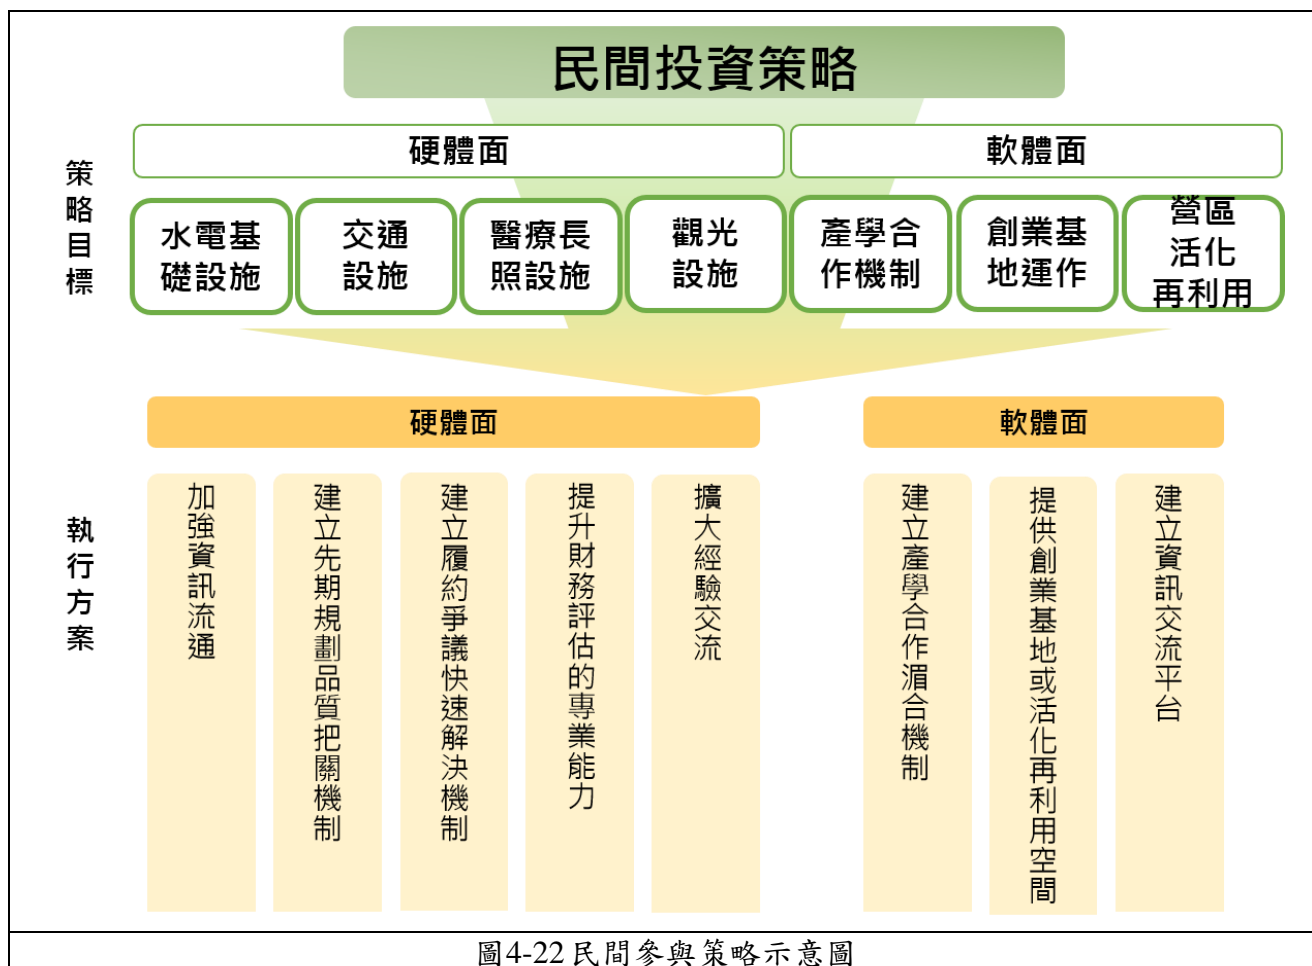 民間投資策略
硬體面
軟體面
策略目標
水電基
礎設施
交通
設施
醫療長
照設施
觀光
設施
產學合
作機制
創業基
地運作
營區
活化
再利用
硬體面
軟體面
執行方案
加強資訊流通
建立先期規劃品質把關機制
建立履約爭議快速解決機制
提升財務評估的專業能力
擴大經驗交流
建立產學合作湄合機制
提供創業基地或活化再利用空間
建立資訊交流平台
圖4-22民間參與策略示意圖